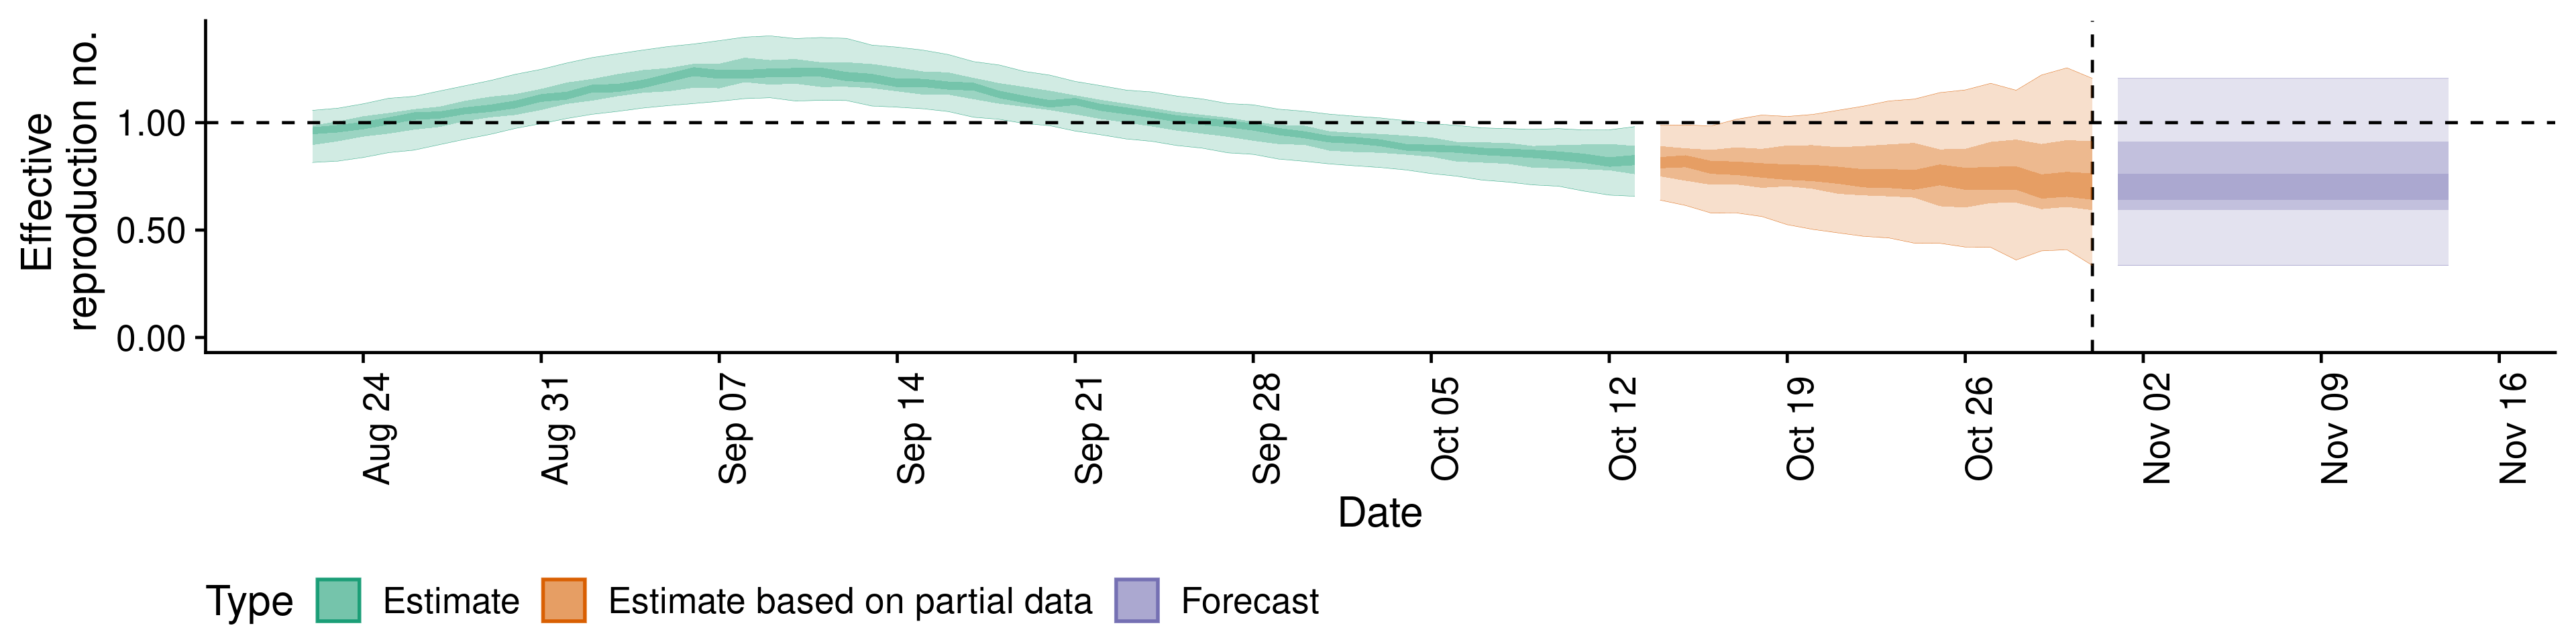 Effective
reproduction no.
1.00
0.50
0.00
Aug 24
Aug 31
Sep 07
Sep 14
Sep 21
Sep 28
Oct 05
Oct 12
Oct 19
Oct 26
Nov 02
Nov 09
Nov 16
Date
Type Estimate Estimate based on partial data Forecast